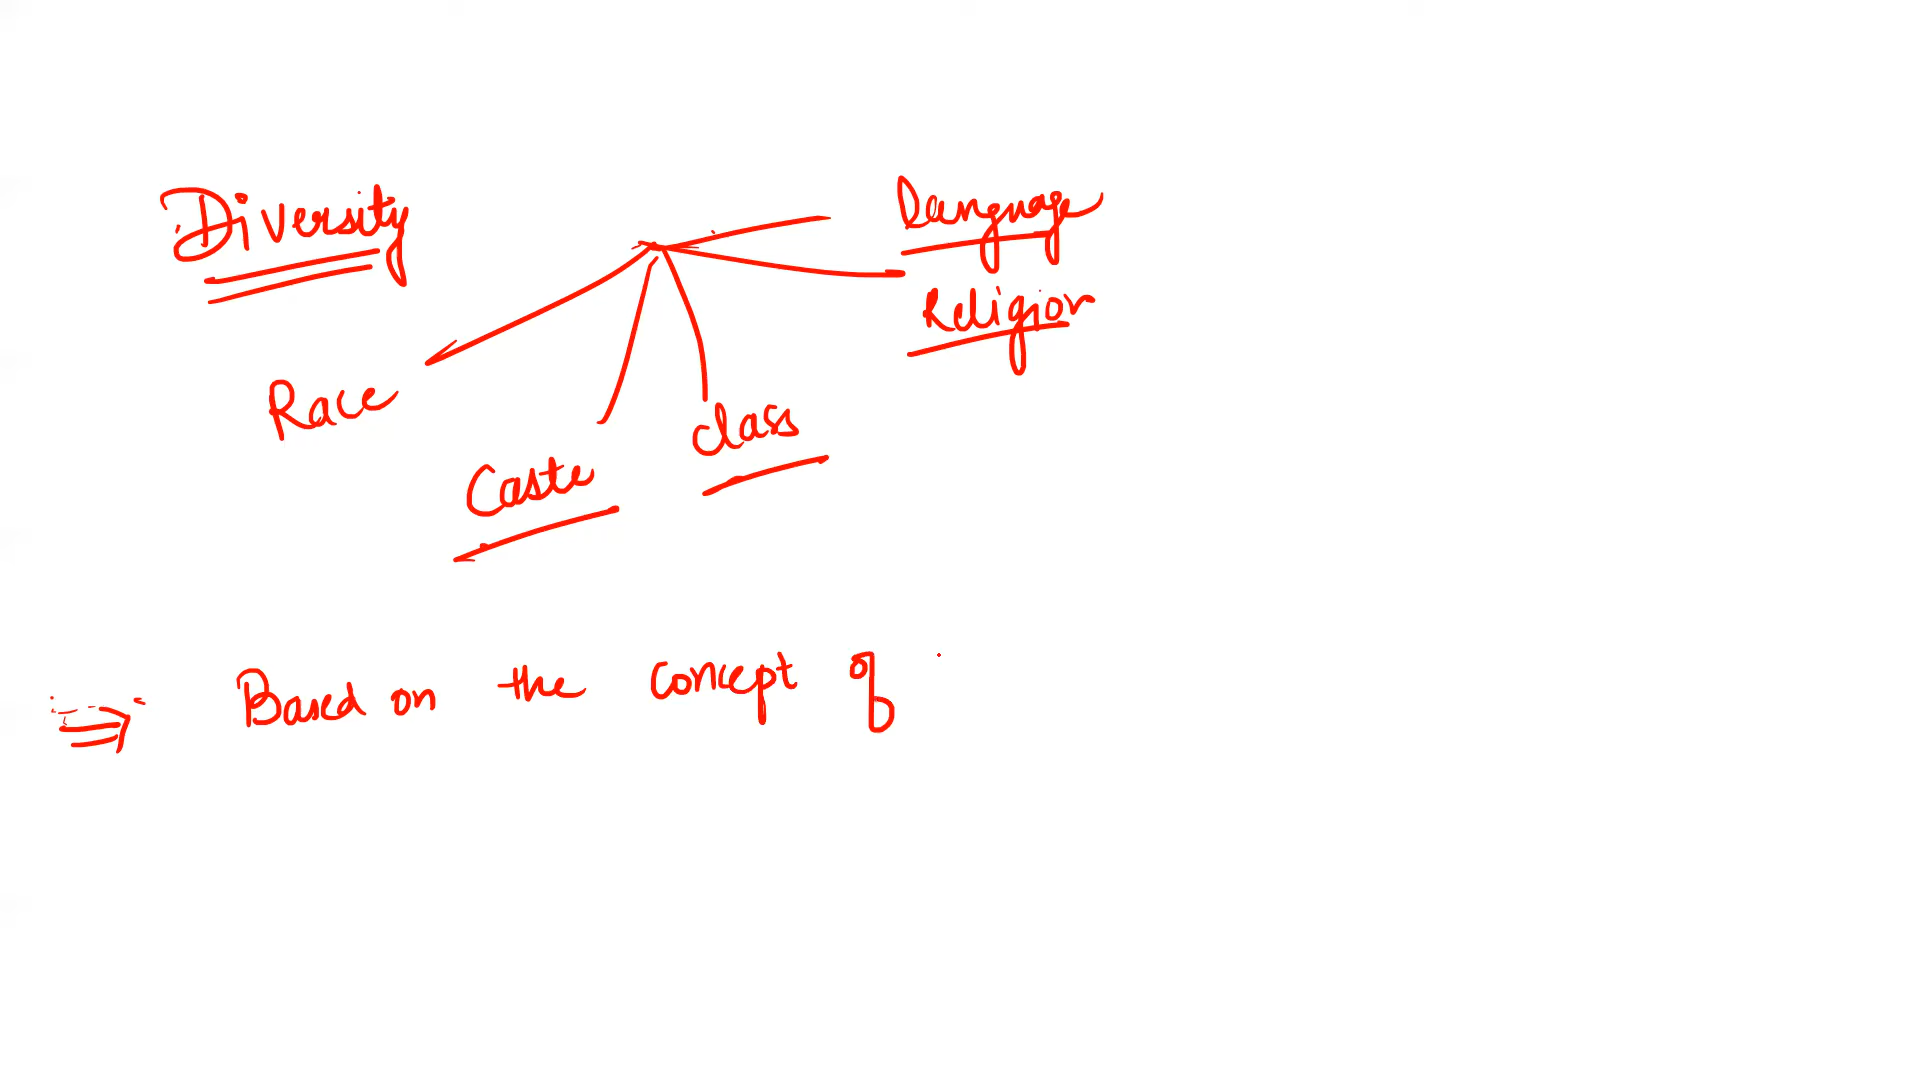 Diversity
Language
Religion
Race
Caste
Class
⇒ Based on the concept of